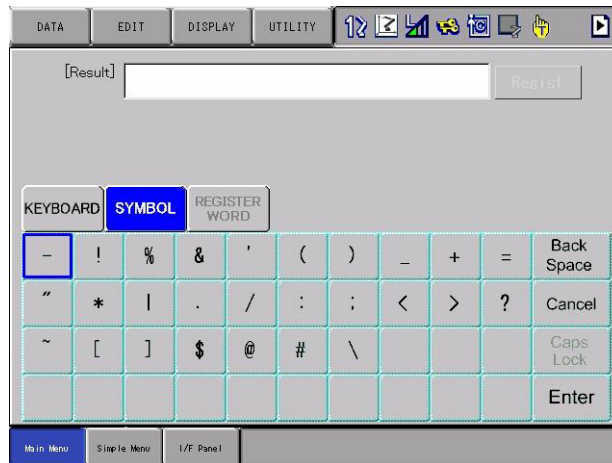 DATA EDIT DISPLAY UTILITY
[Result] Regist
KEYBOARD SYMBOL REGISTER WORD
- ! % & ' ( ) _ + = Back Space
" * | . / : ; < > ? Cancel
~ [ ] $ @ # \ Caps Lock
Enter
Main Menu Simple Menu I/F Panel